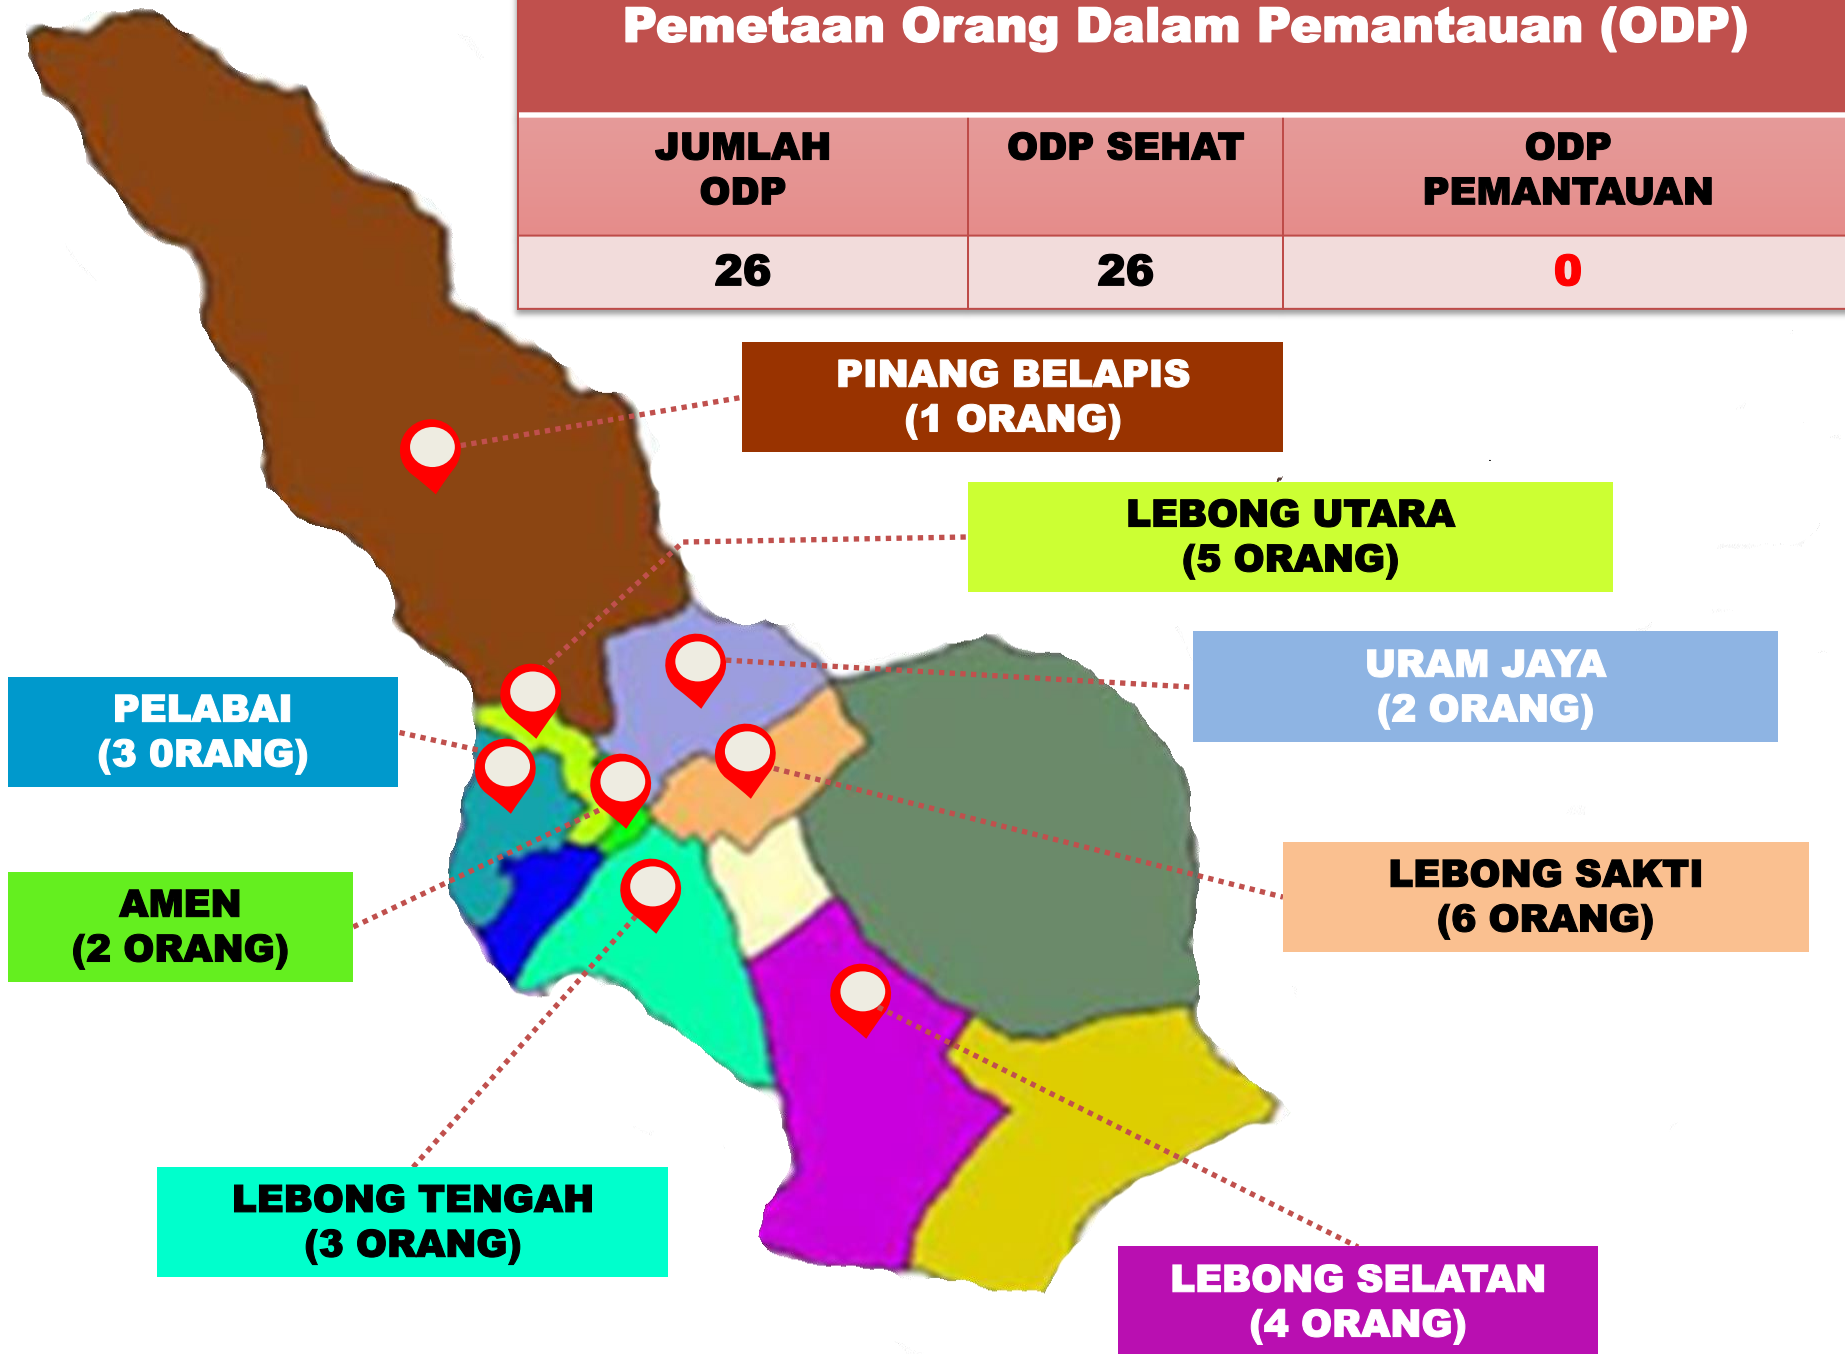 Pemetaan Orang Dalam Pemantauan (ODP)
JUMLAH
ODP
ODP SEHAT
ODP
PEMANTAUAN
26
26
0
PINANG BELAPIS
(1 ORANG)
LEBONG UTARA
(5 ORANG)
URAM JAYA
(2 ORANG)
PELABAI
(3 0RANG)
LEBONG SAKTI
(6 ORANG)
AMEN
(2 ORANG)
LEBONG TENGAH
(3 ORANG)
LEBONG SELATAN
(4 ORANG)